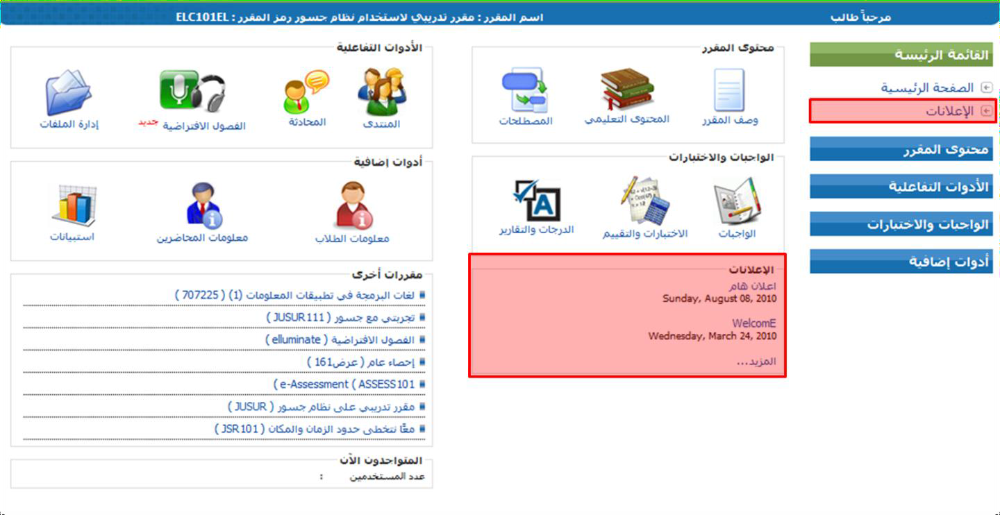 مرحباً طالب
اسم المقرر : مقرر تدريبي لاستخدام نظام جسور رمز المقرر : ELC101EL
القائمة الرئيسة
الصفحة الرئيسية
الإعلانات
محتوى المقرر
الأدوات التفاعلية
الواجبات والاختبارات
أدوات إضافية
محتوى المقرر
وصف المقرر
المحتوى التعليمي
المصطلحات
الواجبات والاختبارات
الواجبات
الاختبارات والتقييم
الدرجات والتقارير
الإعلانات
اعلان هام
Sunday, August 08, 2010
WelcomE
Wednesday, March 24, 2010
المزيد...
الأدوات التفاعلية
المنتدى
المحادثة
الفصول الافتراضية جديد
إدارة الملفات
أدوات إضافية
معلومات الطلاب
معلومات المحاضرين
استبيانات
مقررات أخرى
لغات البرمجة في تطبيقات المعلومات (1) ( 707225 )
تجربتي مع جسور ( JUSUR111 )
الفصول الافتراضية ( elluminate )
إحصاء عام ( عرض161 )
e-Assessment ( ASSESS101 )
مقرر تدريبي على نظام جسور ( JUSUR )
معًّا نتخطى حدود الزمان والمكان ( JSR101 )
المتواجدون الآن
عدد المستخدمين :